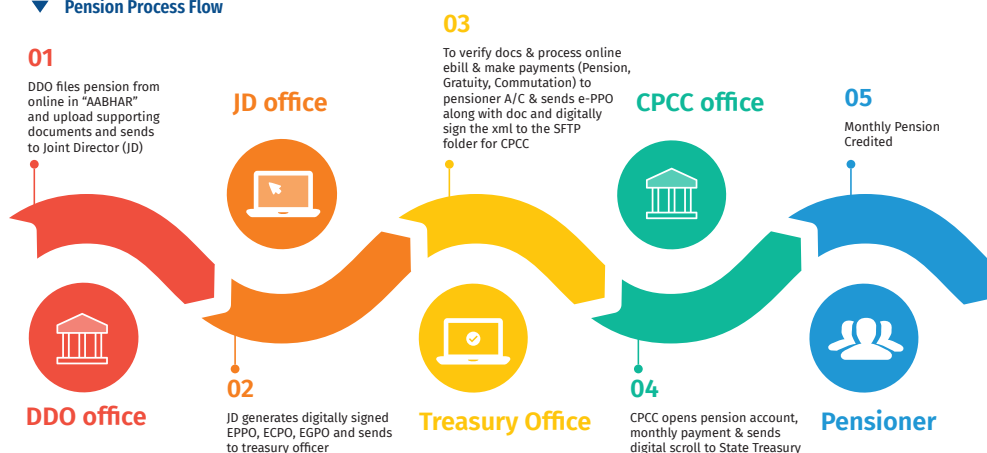 Pension Process Flow
01
DDO files pension from
online in “AABHAR”
and upload supporting
documents and sends
to Joint Director (JD)
DDO office
JD office
02
JD generates digitally signed
EPPO, ECPO, EGPO and sends
to treasury officer
03
To verify docs & process online
ebill & make payments (Pension,
Gratuity, Commutation) to
pensioner A/C & sends e-PPO
along with doc and digitally
sign the xml to the SFTP
folder for CPCC
Treasury Office
CPCC office
04
CPCC opens pension account,
monthly payment & sends
digital scroll to State Treasury
05
Monthly Pension
Credited
Pensioner